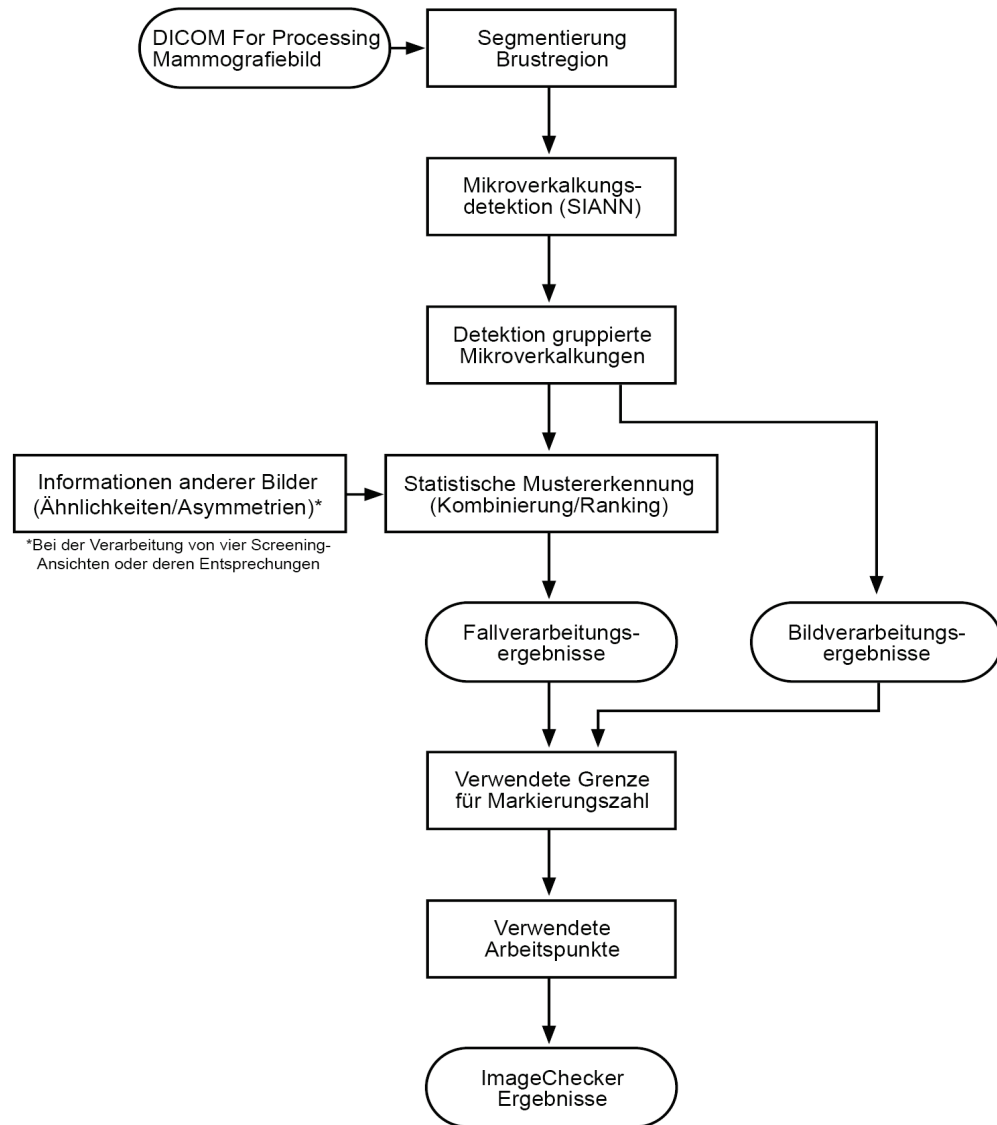 DICOM For Processing
Mammografiebild
Segmentierung
Brustregion
Mikroverkalkungs-
detektion (SIANN)
Detektion gruppierte
Mikroverkalkungen
Informationen anderer Bilder
(Ähnlichkeiten/Asymmetrien)*
*Bei der Verarbeitung von vier Screening-
Ansichten oder deren Entsprechungen
Statistische Mustererkennung
(Kombinierung/Ranking)
Fallverarbeitungs-
ergebnisse
Bildverarbeitungs-
ergebnisse
Verwendete Grenze
für Markierungszahl
Verwendete
Arbeitspunkte
ImageChecker
Ergebnisse